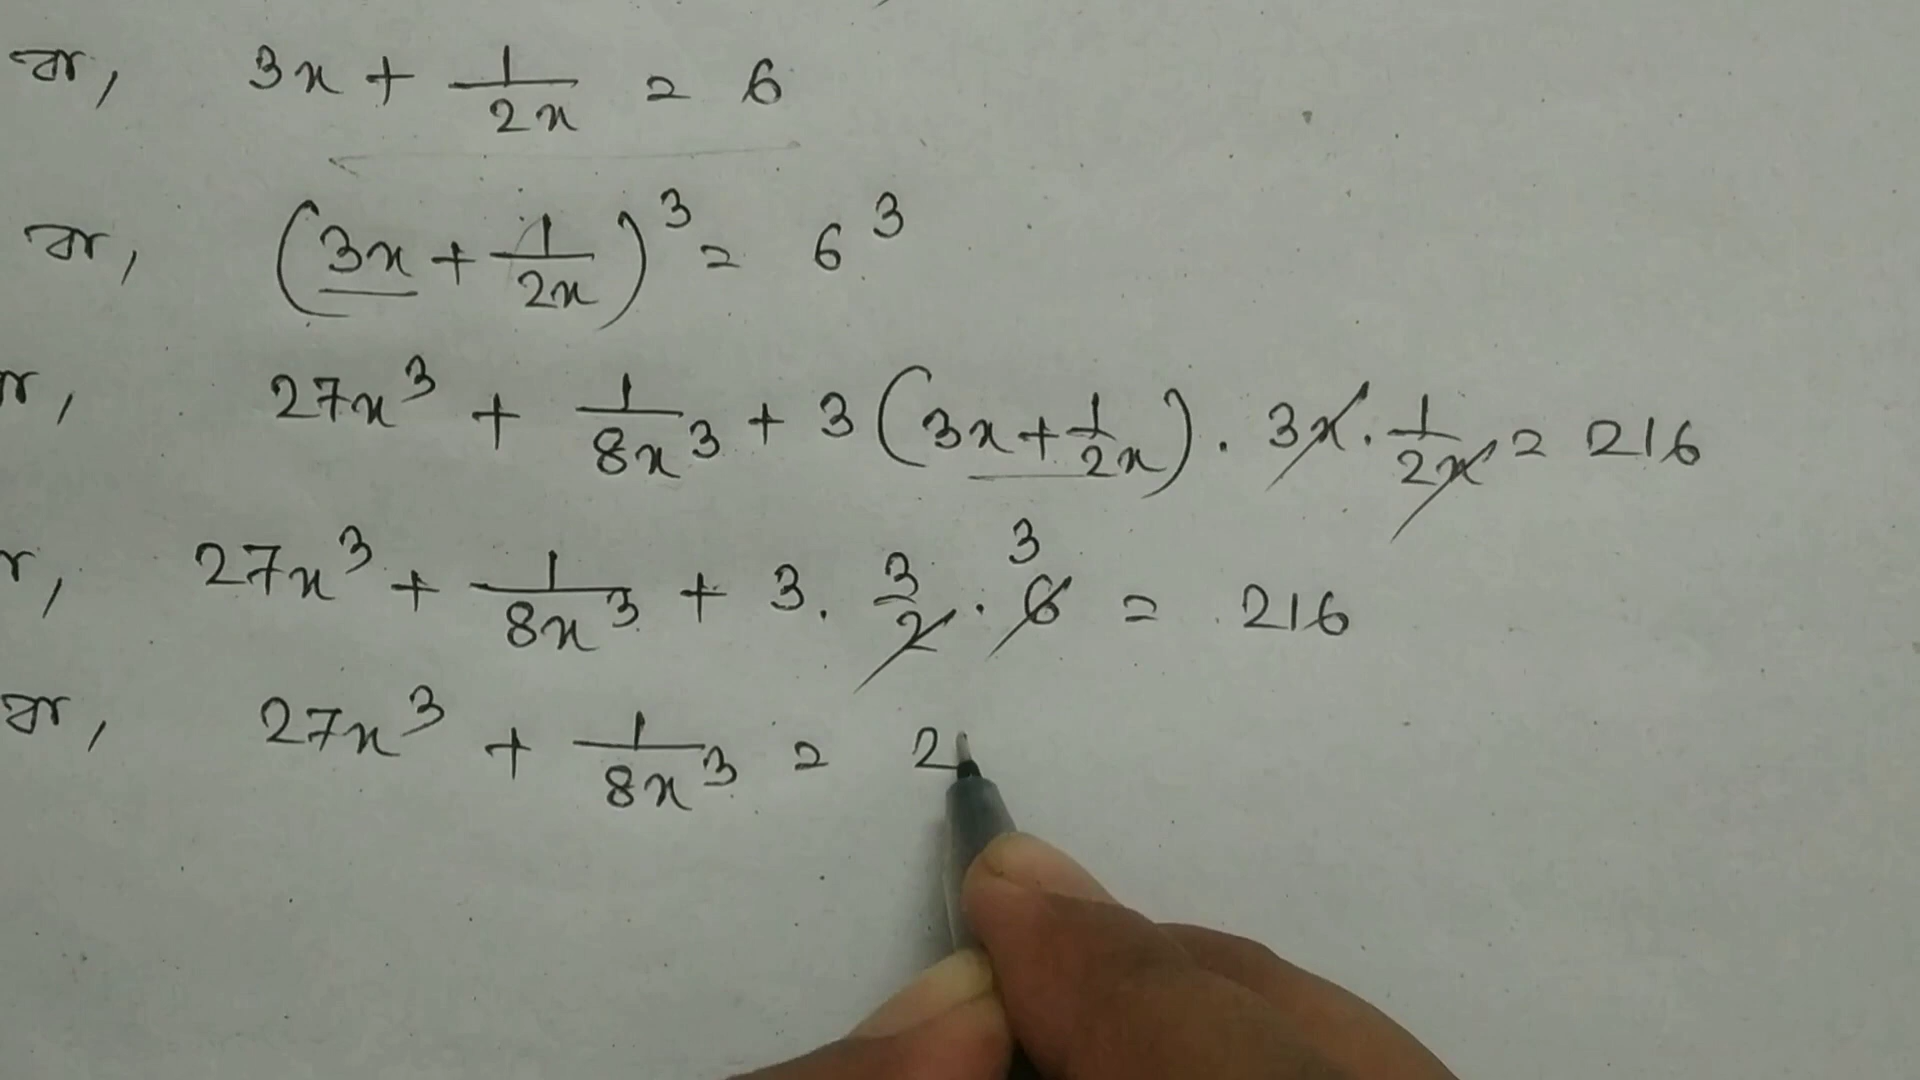 বা, 3x + 1/2x = 6
বা, (3x + 1/2x)³ = 6³
বা, 27x³ + 1/8x³ + 3(3x + 1/2x) . 3x . 1/2x = 216
বা, 27x³ + 1/8x³ + 3 . 3/2 . 6 3 = 216
বা, 27x³ + 1/8x³ = 2